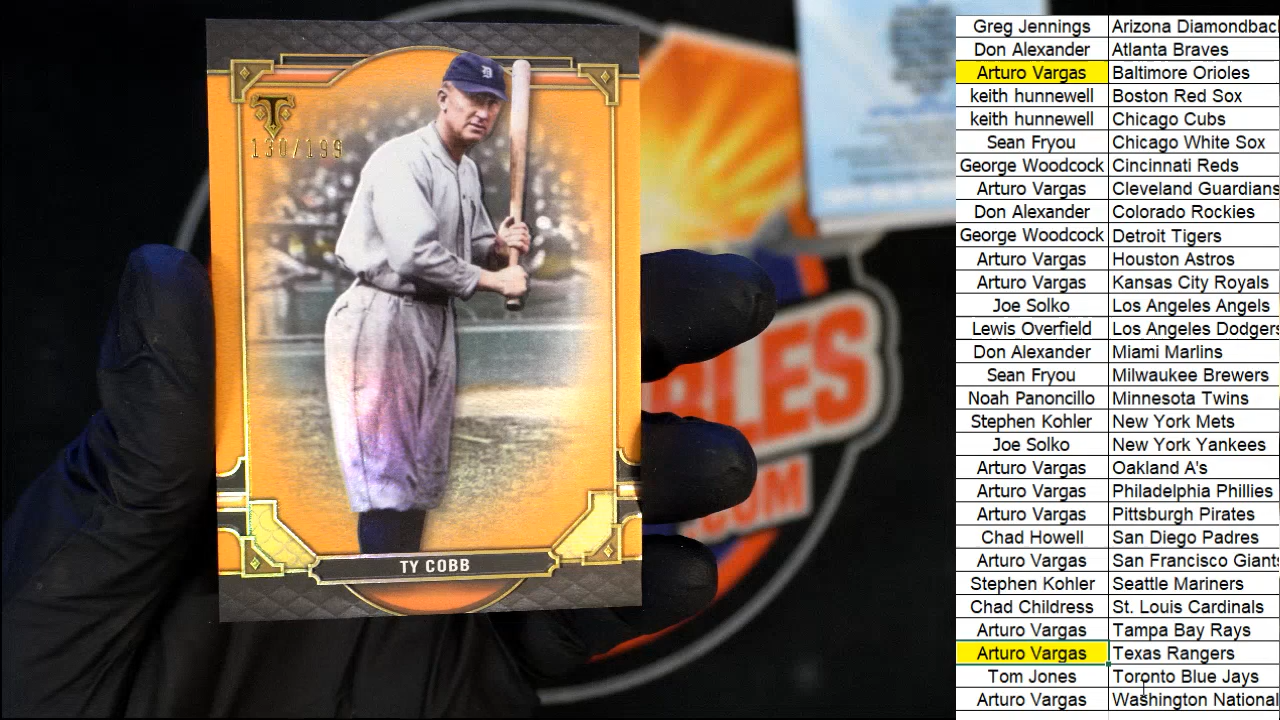 T
130/199
D
TY COBB
BLES
.COM
Greg Jennings Arizona Diamondbac
Don Alexander Atlanta Braves
Arturo Vargas Baltimore Orioles
keith hunnewell Boston Red Sox
keith hunnewell Chicago Cubs
Sean Fryou Chicago White Sox
George Woodcock Cincinnati Reds
Arturo Vargas Cleveland Guardians
Don Alexander Colorado Rockies
George Woodcock Detroit Tigers
Arturo Vargas Houston Astros
Arturo Vargas Kansas City Royals
Joe Solko Los Angeles Angels
Lewis Overfield Los Angeles Dodgers
Don Alexander Miami Marlins
Sean Fryou Milwaukee Brewers
Noah Panoncillo Minnesota Twins
Stephen Kohler New York Mets
Joe Solko New York Yankees
Arturo Vargas Oakland A's
Arturo Vargas Philadelphia Phillies
Arturo Vargas Pittsburgh Pirates
Chad Howell San Diego Padres
Arturo Vargas San Francisco Giants
Stephen Kohler Seattle Mariners
Chad Childress St. Louis Cardinals
Arturo Vargas Tampa Bay Rays
Arturo Vargas Texas Rangers
Tom Jones Toronto Blue Jays
Arturo Vargas Washington National